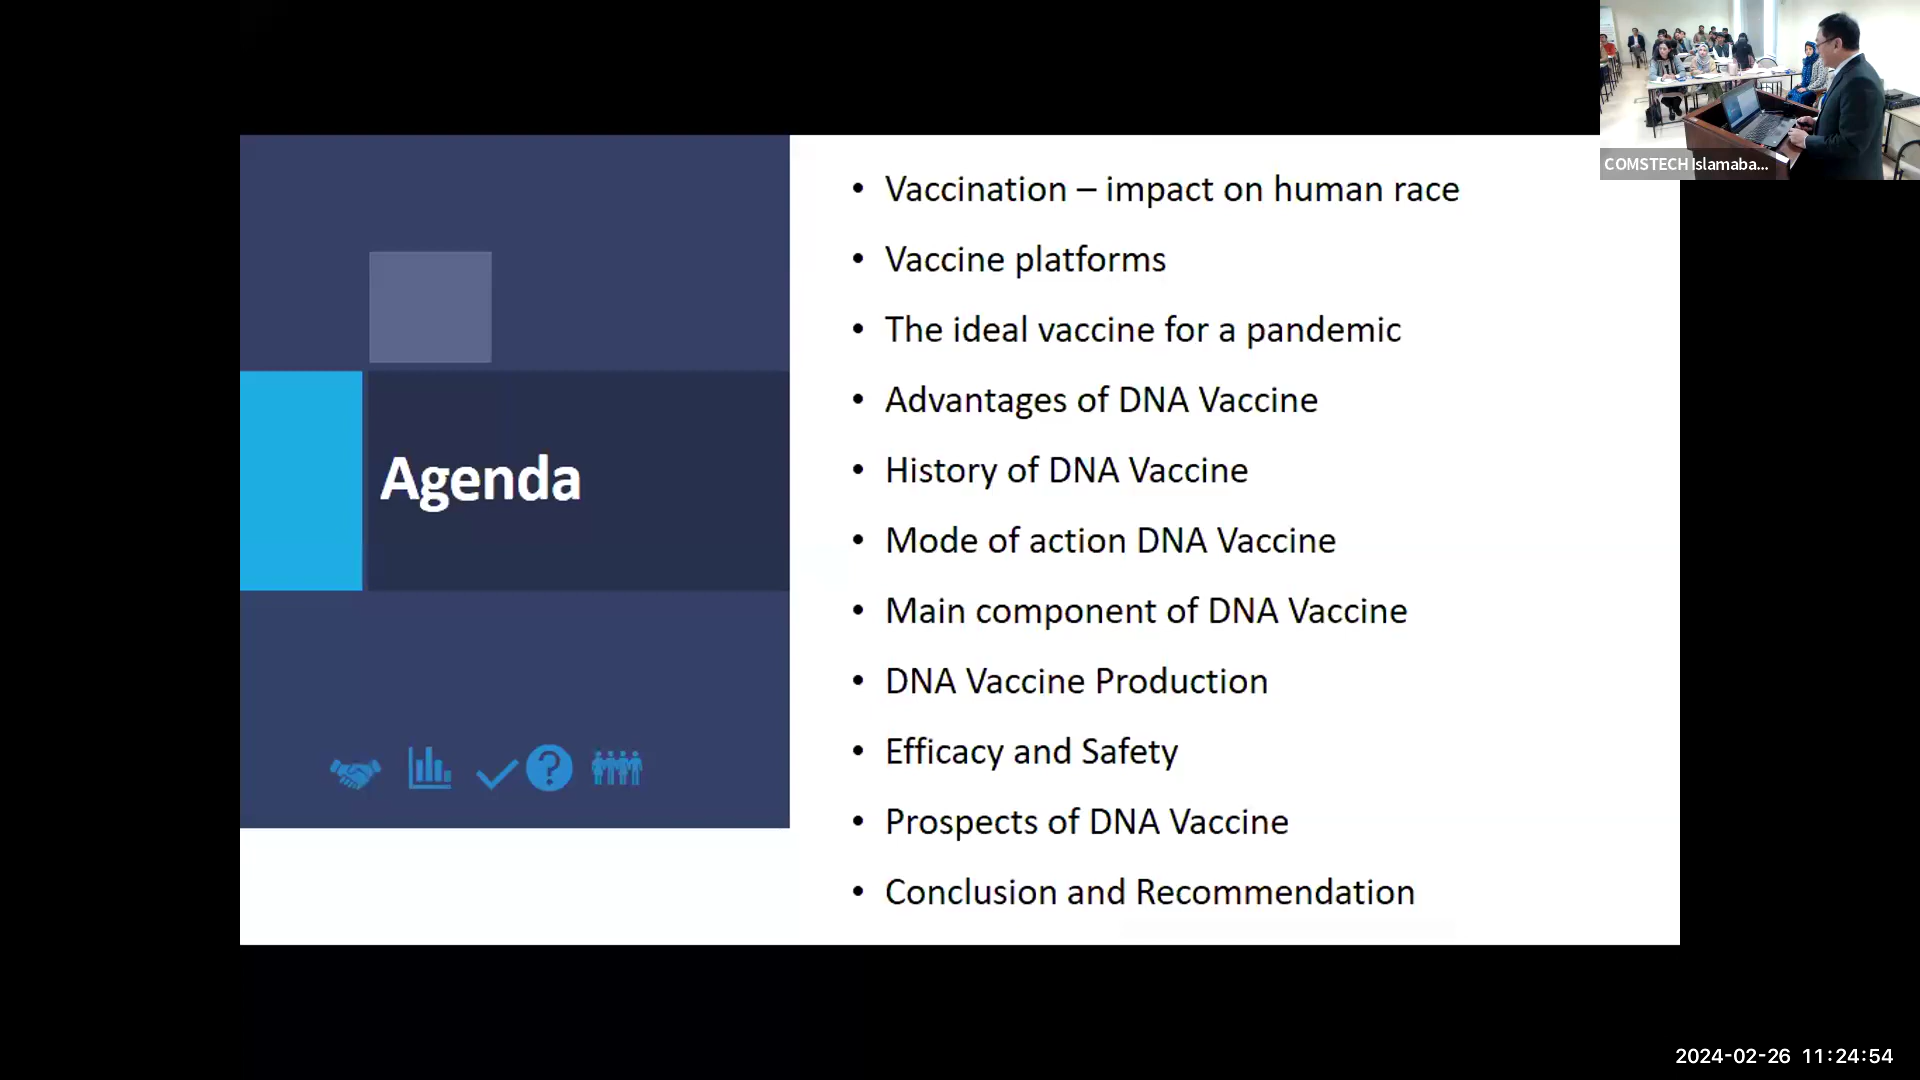 COMSTECH Islamaba...
Agenda
• Vaccination – impact on human race
• Vaccine platforms
• The ideal vaccine for a pandemic
• Advantages of DNA Vaccine
• History of DNA Vaccine
• Mode of action DNA Vaccine
• Main component of DNA Vaccine
• DNA Vaccine Production
• Efficacy and Safety
• Prospects of DNA Vaccine
• Conclusion and Recommendation
2024-02-26 11:24:54